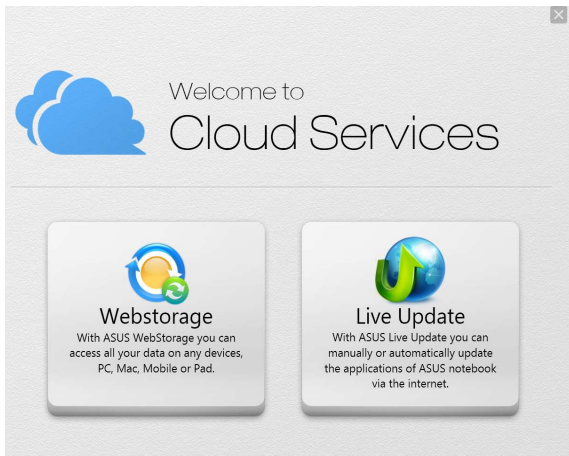 Welcome to
Cloud Services
Webstorage
With ASUS WebStorage you can
access all your data on any devices,
PC, Mac, Mobile or Pad.
Live Update
With ASUS Live Update you can
manually or automatically update
the applications of ASUS notebook
via the internet.